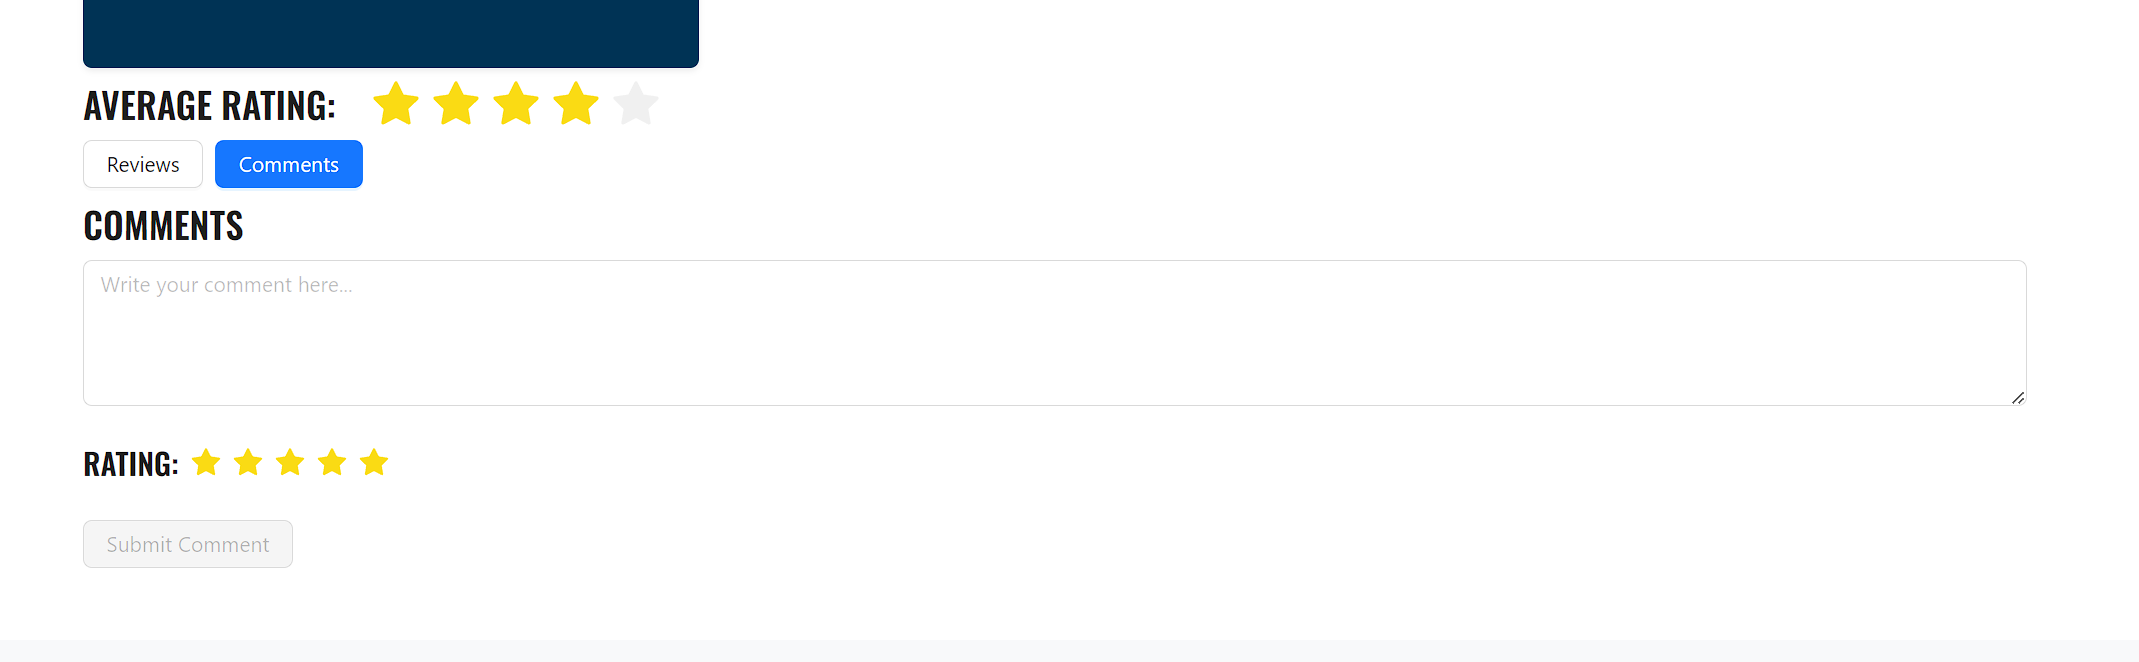 AVERAGE RATING:
Reviews Comments
COMMENTS
Write your comment here...
RATING:
Submit Comment